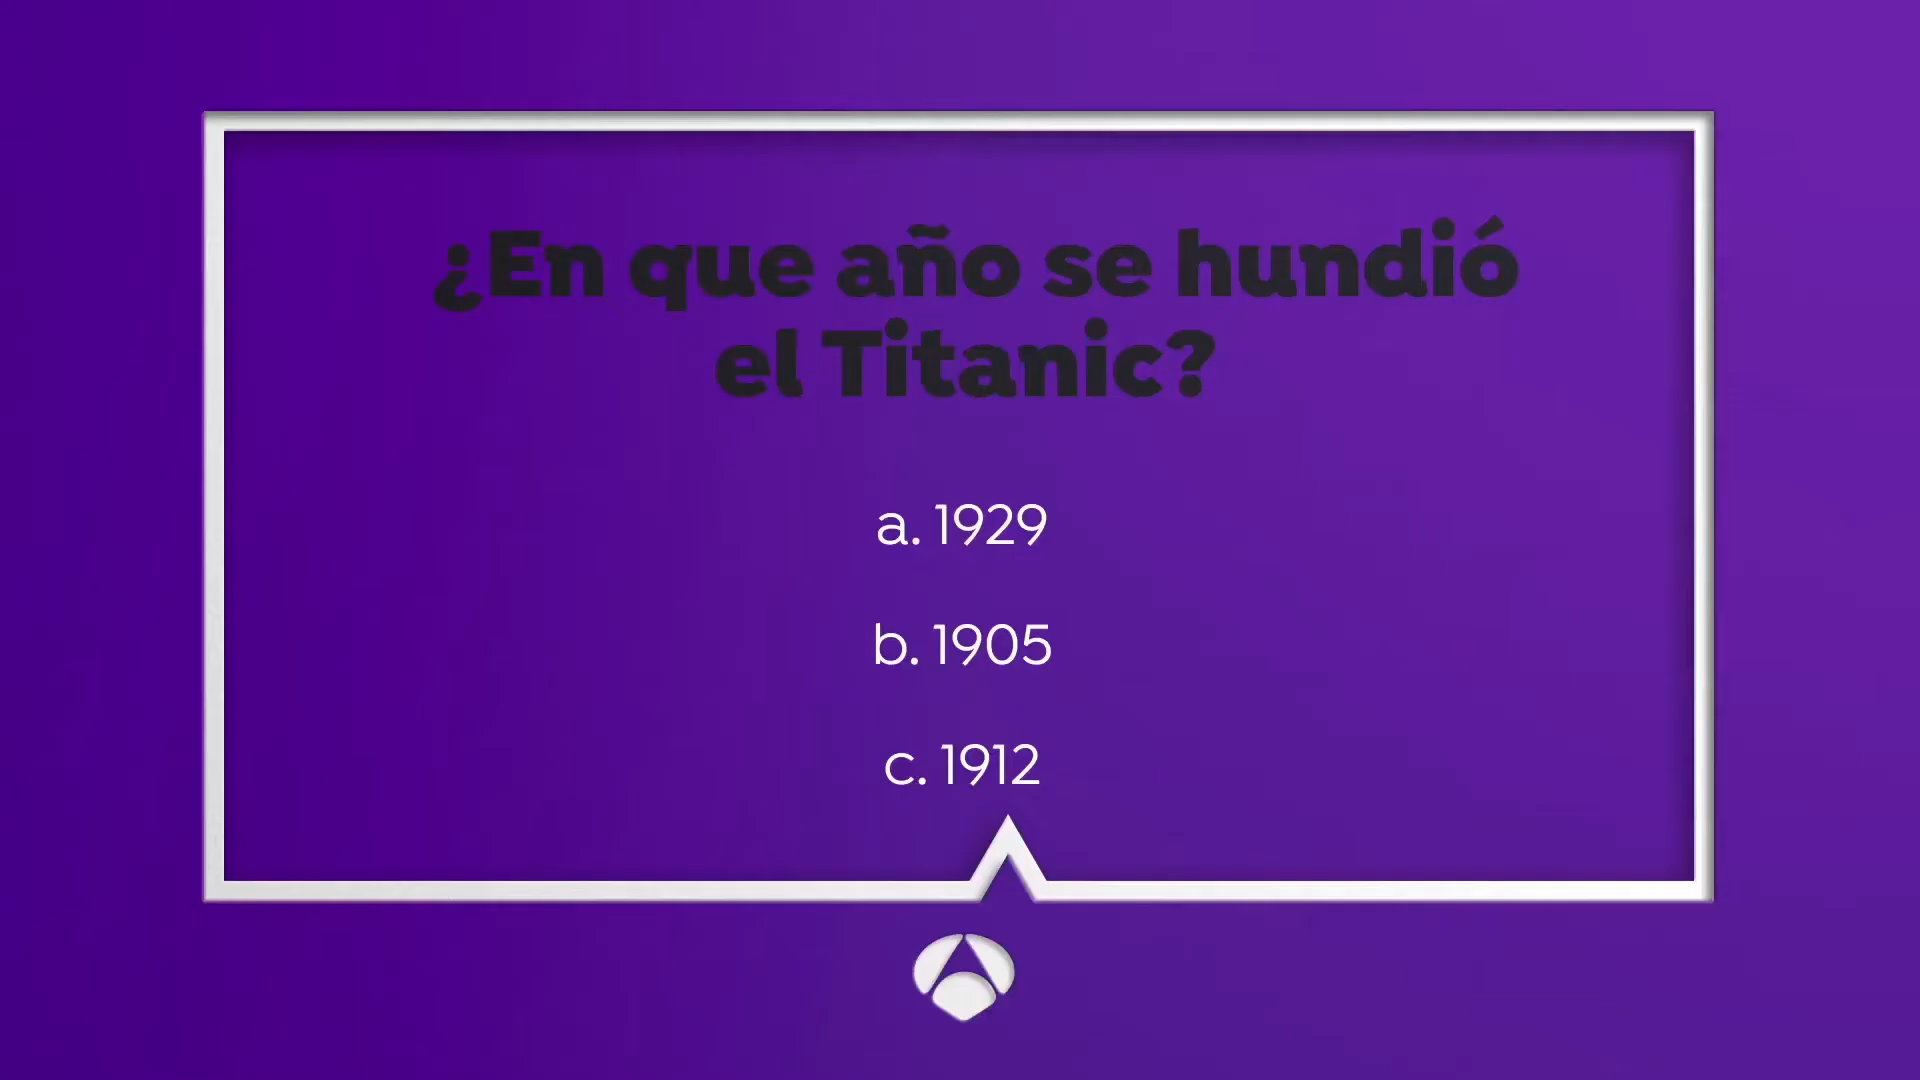 ¿En que año se hundió
el Titanic?
a. 1929
b. 1905
c. 1912